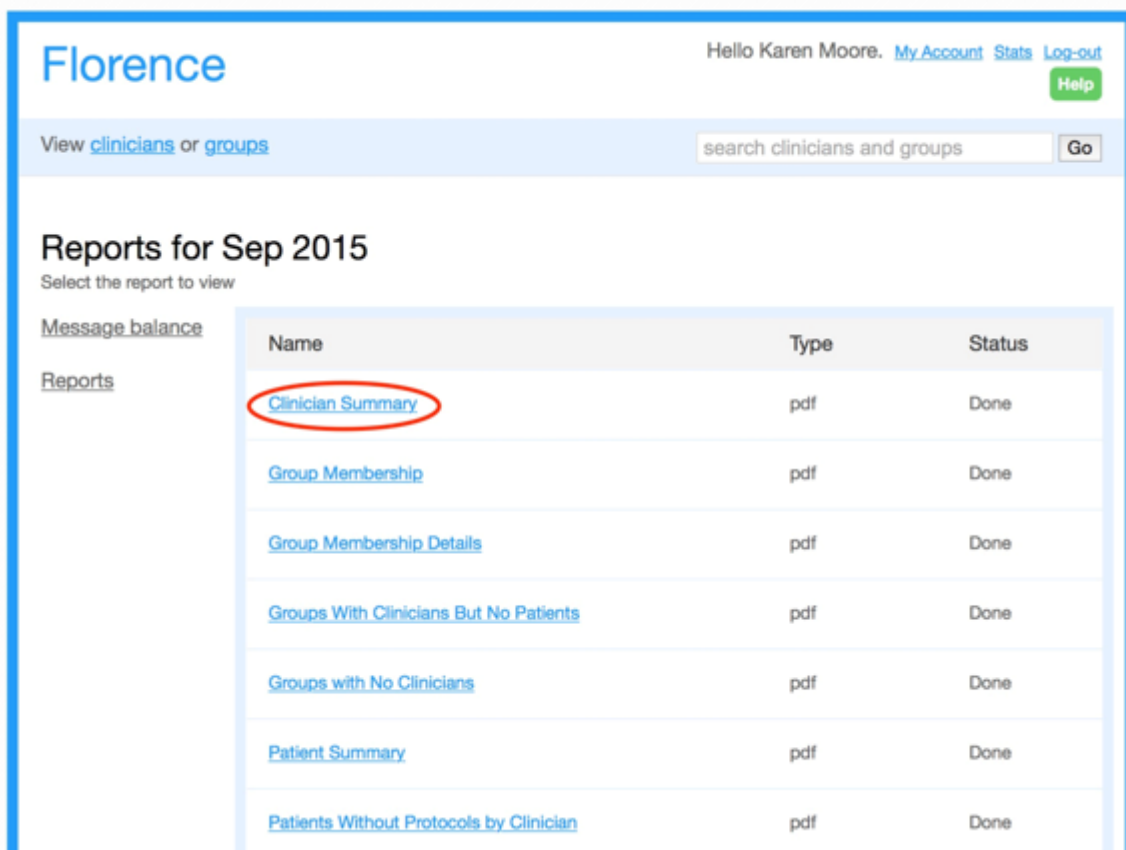 Florence
Hello Karen Moore. My Account Stats Log-out
Help
View clinicians or groups
search clinicians and groups Go
Reports for Sep 2015
Select the report to view
Message balance
Reports
Name Type Status
Clinician Summary pdf Done
Group Membership pdf Done
Group Membership Details pdf Done
Groups With Clinicians But No Patients pdf Done
Groups with No Clinicians pdf Done
Patient Summary pdf Done
Patients Without Protocols by Clinician pdf Done